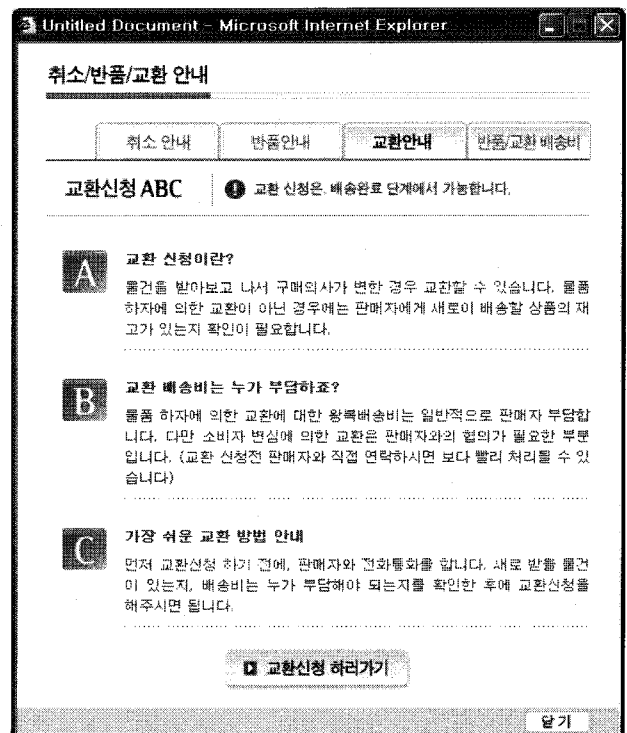 Untitled Document - Microsoft Internet Explorer
취소/반품/교환 안내
취소 안내 반품안내 교환안내 반품/교환 배송비
교환신청 ABC 교환 신청은 배송완료 단계에서 가능합니다.
A 교환 신청이란?
물건을 받아보고 나서 구매의사가 변한 경우 교환할 수 있습니다. 물품
하자에 의한 교환이 아닌 경우에는 판매자에게 새로이 배송할 상품의 재
고가 있는지 확인이 필요합니다.
B 교환 배송비는 누가 부담하죠?
물품 하자에 의한 교환에 대한 왕복배송비는 일반적으로 판매자 부담합
니다. 다만 소비자 변심에 의한 교환은 판매자와의 협의가 필요한 부분
입니다. (교환 신청전 판매자와 직접 연락하시면 보다 빨리 처리될 수 있
습니다)
C 가장 쉬운 교환 방법 안내
먼저 교환신청 하기 전에, 판매자와 전화통화를 합니다. 새로 받을 물건
이 있는지, 배송비는 누가 부담해야 되는지를 확인한 후에 교환신청을
해주시면 됩니다.
교환신청 하러가기
닫기